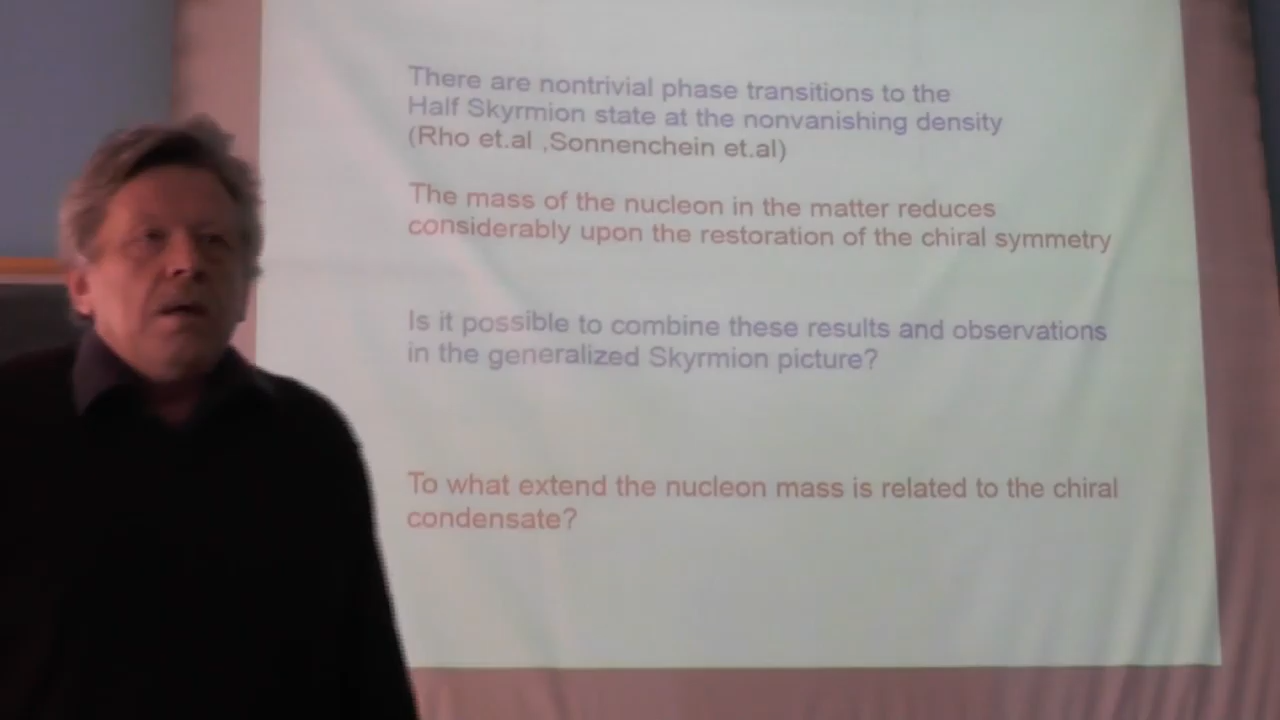 There are nontrivial phase transitions to the
Half Skyrmion state at the nonvanishing density
(Rho et.al ,Sonnenchein et.al)
The mass of the nucleon in the matter reduces
considerably upon the restoration of the chiral symmetry
Is it possible to combine these results and observations
in the generalized Skyrmion picture?
To what extend the nucleon mass is related to the chiral
condensate?